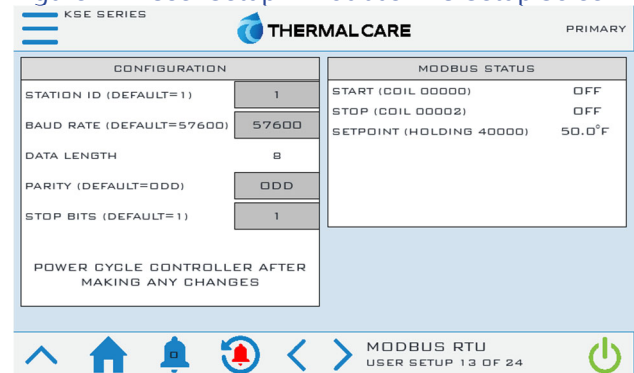 KSE SERIES
THERMALCARE
PRIMARY
CONFIGURATION
STATION ID (DEFAULT=1) 1
BAUD RATE (DEFAULT=57600) 57600
DATA LENGTH 8
PARITY (DEFAULT=ODD) ODD
STOP BITS (DEFAULT=1) 1
POWER CYCLE CONTROLLER AFTER
MAKING ANY CHANGES
MODBUS STATUS
START (COIL 00000) OFF
STOP (COIL 00002) OFF
SETPOINT (HOLDING 40000) 50.0°F
0
MODBUS RTU
USER SETUP 13 OF 24